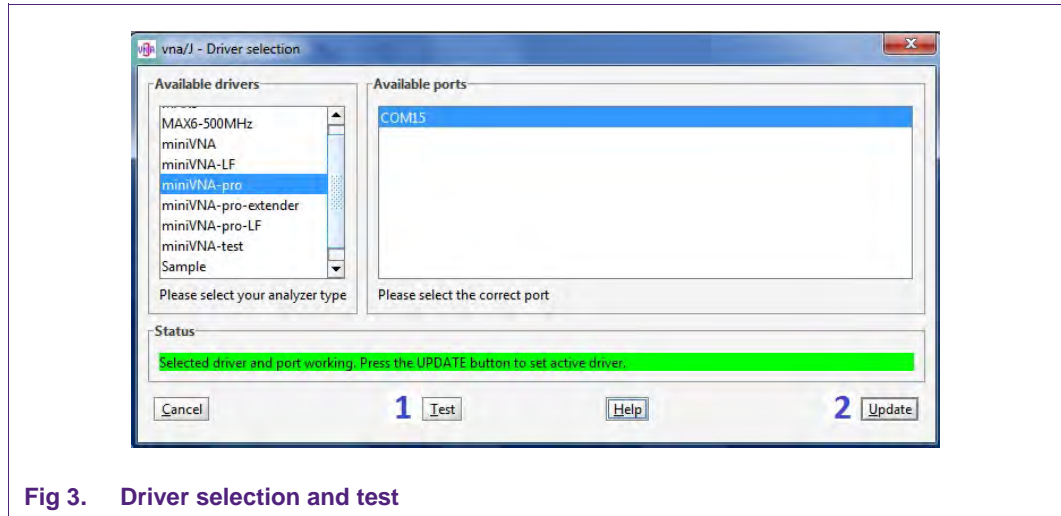 vna/J - Driver selection
Available drivers
MAX6-500MHz
miniVNA
miniVNA-LF
miniVNA-pro
miniVNA-pro-extender
miniVNA-pro-LF
miniVNA-test
Sample
Please select your analyzer type
Available ports
COM15
Please select the correct port
Status
Selected driver and port working. Press the UPDATE button to set active driver.
Cancel 1 Test Help 2 Update
Fig 3. Driver selection and test